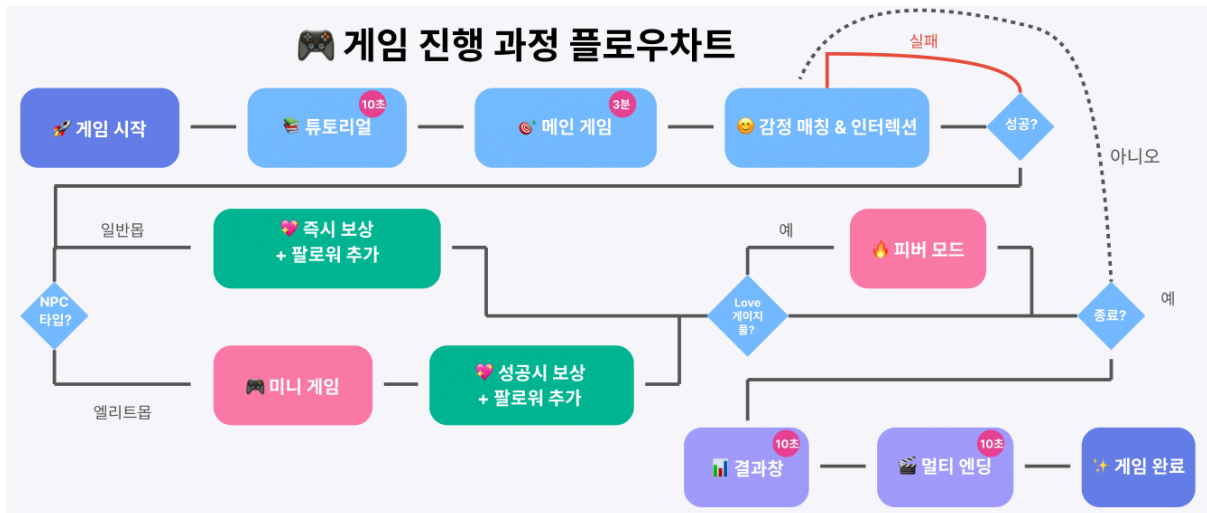 🎮 게임 진행 과정 플로우차트
실패
🚀 게임 시작
10초
📚 튜토리얼
3분
🎯 메인 게임
😊 감정 매칭 & 인터렉션
성공?
아니오
일반몹
💖 즉시 보상
+ 팔로워 추가
예
🔥 피버 모드
NPC
타입?
Love
게이지
풀?
종료?
예
엘리트몹
🎮 미니 게임
💖 성공시 보상
+ 팔로워 추가
10초
📊 결과창
10초
🎬 멀티 엔딩
✨ 게임 완료